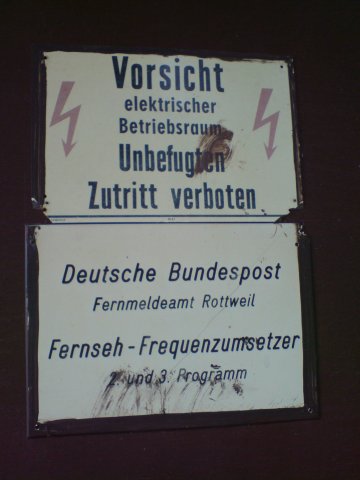 Vorsicht
elektrischer
Betriebsraum
Unbefugten
Zutritt verboten
Deutsche Bundespost
Fernmeldeamt Rottweil
Fernseh-Frequenzumsetzer
2. und 3. Programm